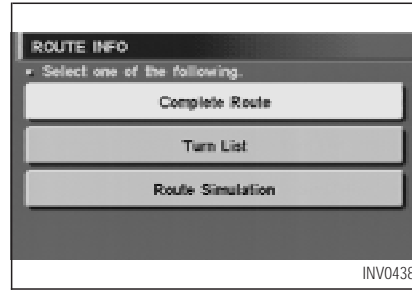 ROUTE INFO
Select one of the following.
Complete Route
Turn List
Route Simulation
INV0438